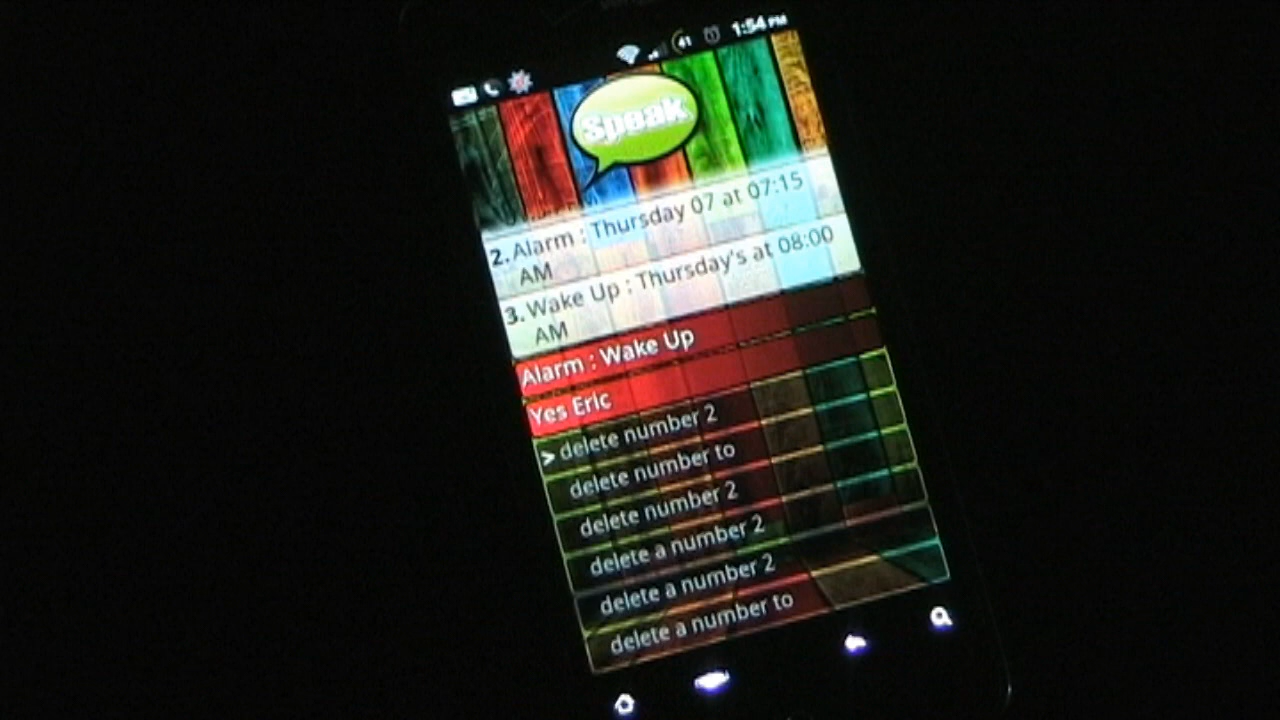 41 1:54 PM
Speak
2. Alarm : Thursday 07 at 07:15
AM
3. Wake Up : Thursday's at 08:00
AM
Alarm : Wake Up
Yes Eric
> delete number 2
delete number to
delete number 2
delete a number 2
delete a number 2
delete a number to